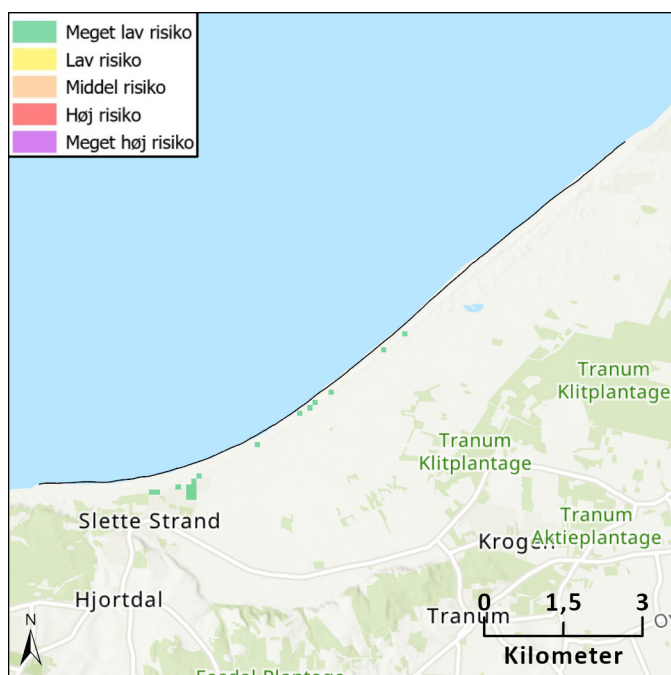 Meget lav risiko
Lav risiko
Middel risiko
Høj risiko
Meget høj risiko
Tranum
Klitplantage
Tranum
Klitplantage
Slette Strand
Tranum
Aktieplantage
Krogen
Hjortdal
Tranum
0 1,5 3
Kilometer
N